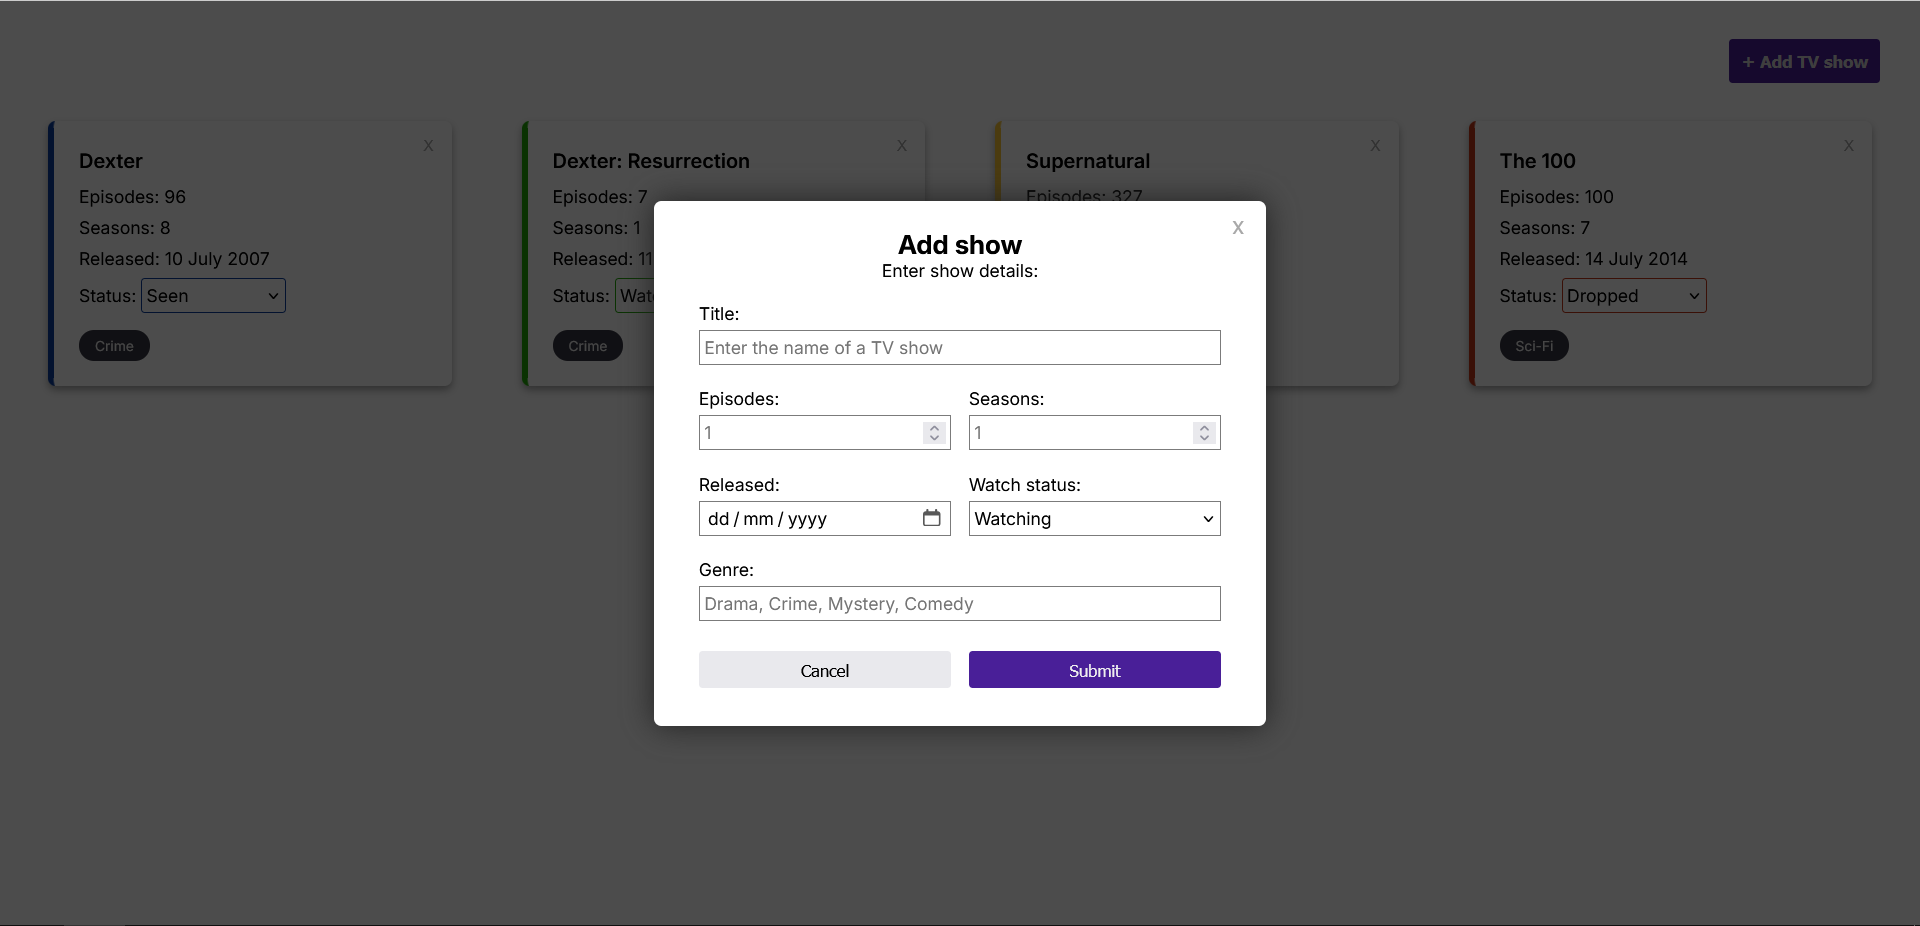 + Add TV show
Dexter
X
Episodes: 96
Seasons: 8
Released: 10 July 2007
Status: Seen
Crime
Dexter: Resurrection
X
Episodes: 7
Seasons: 1
Released: 11
Status:
Crime
Supernatural
X
Episodes: 327
The 100
X
Episodes: 100
Seasons: 7
Released: 14 July 2014
Status: Dropped
Sci-Fi
X
Add show
Enter show details:
Title:
Enter the name of a TV show
Episodes: Seasons:
1 1
Released: Watch status:
dd / mm / yyyy Watching
Genre:
Drama, Crime, Mystery, Comedy
Cancel Submit